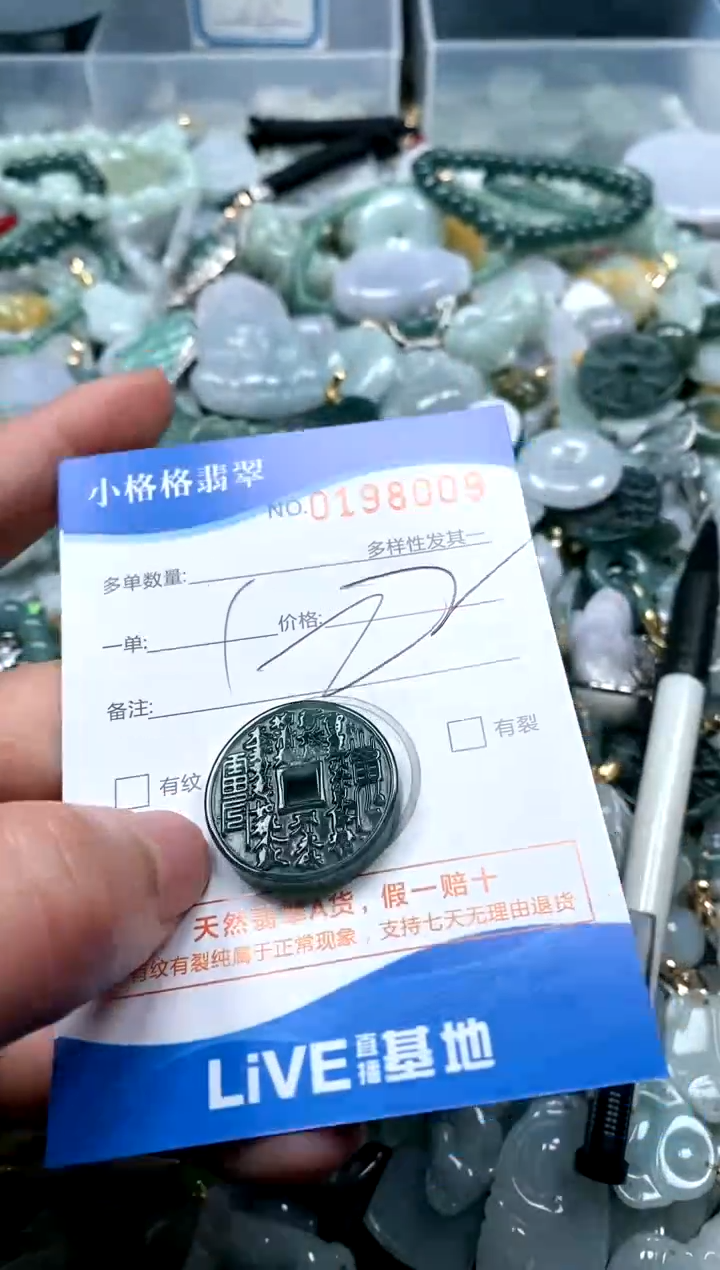 小格格翡翠
NO.0198009
多样性发其一
多单数量:
一单:
价格:
备注:
有纹
有裂
天然翡翠A货，假一赔十
有纹有裂纯属于正常现象，支持七天无理由退货
LiVE直播基地